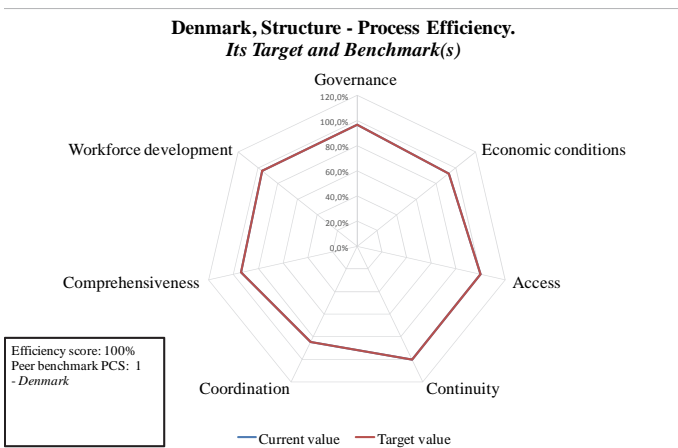 Denmark, Structure - Process Efficiency.
Its Target and Benchmark(s)
Governance
120,0%
100,0%
80,0%
60,0%
40,0%
20,0%
0,0%
Workforce development
Economic conditions
Comprehensiveness
Access
Coordination
Continuity
Efficiency score: 100%
Peer benchmark PCS: 1
- Denmark
Current value
Target value